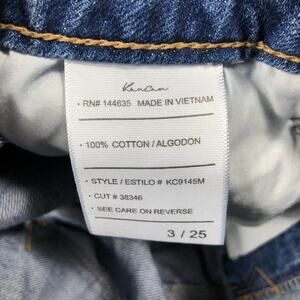 KanCan
· RN# 144635 MADE IN VIETNAM
· 100% COTTON / ALGODON
· STYLE / ESTILO # KC9145M
· CUT # 38346
· SEE CARE ON REVERSE
3 / 25